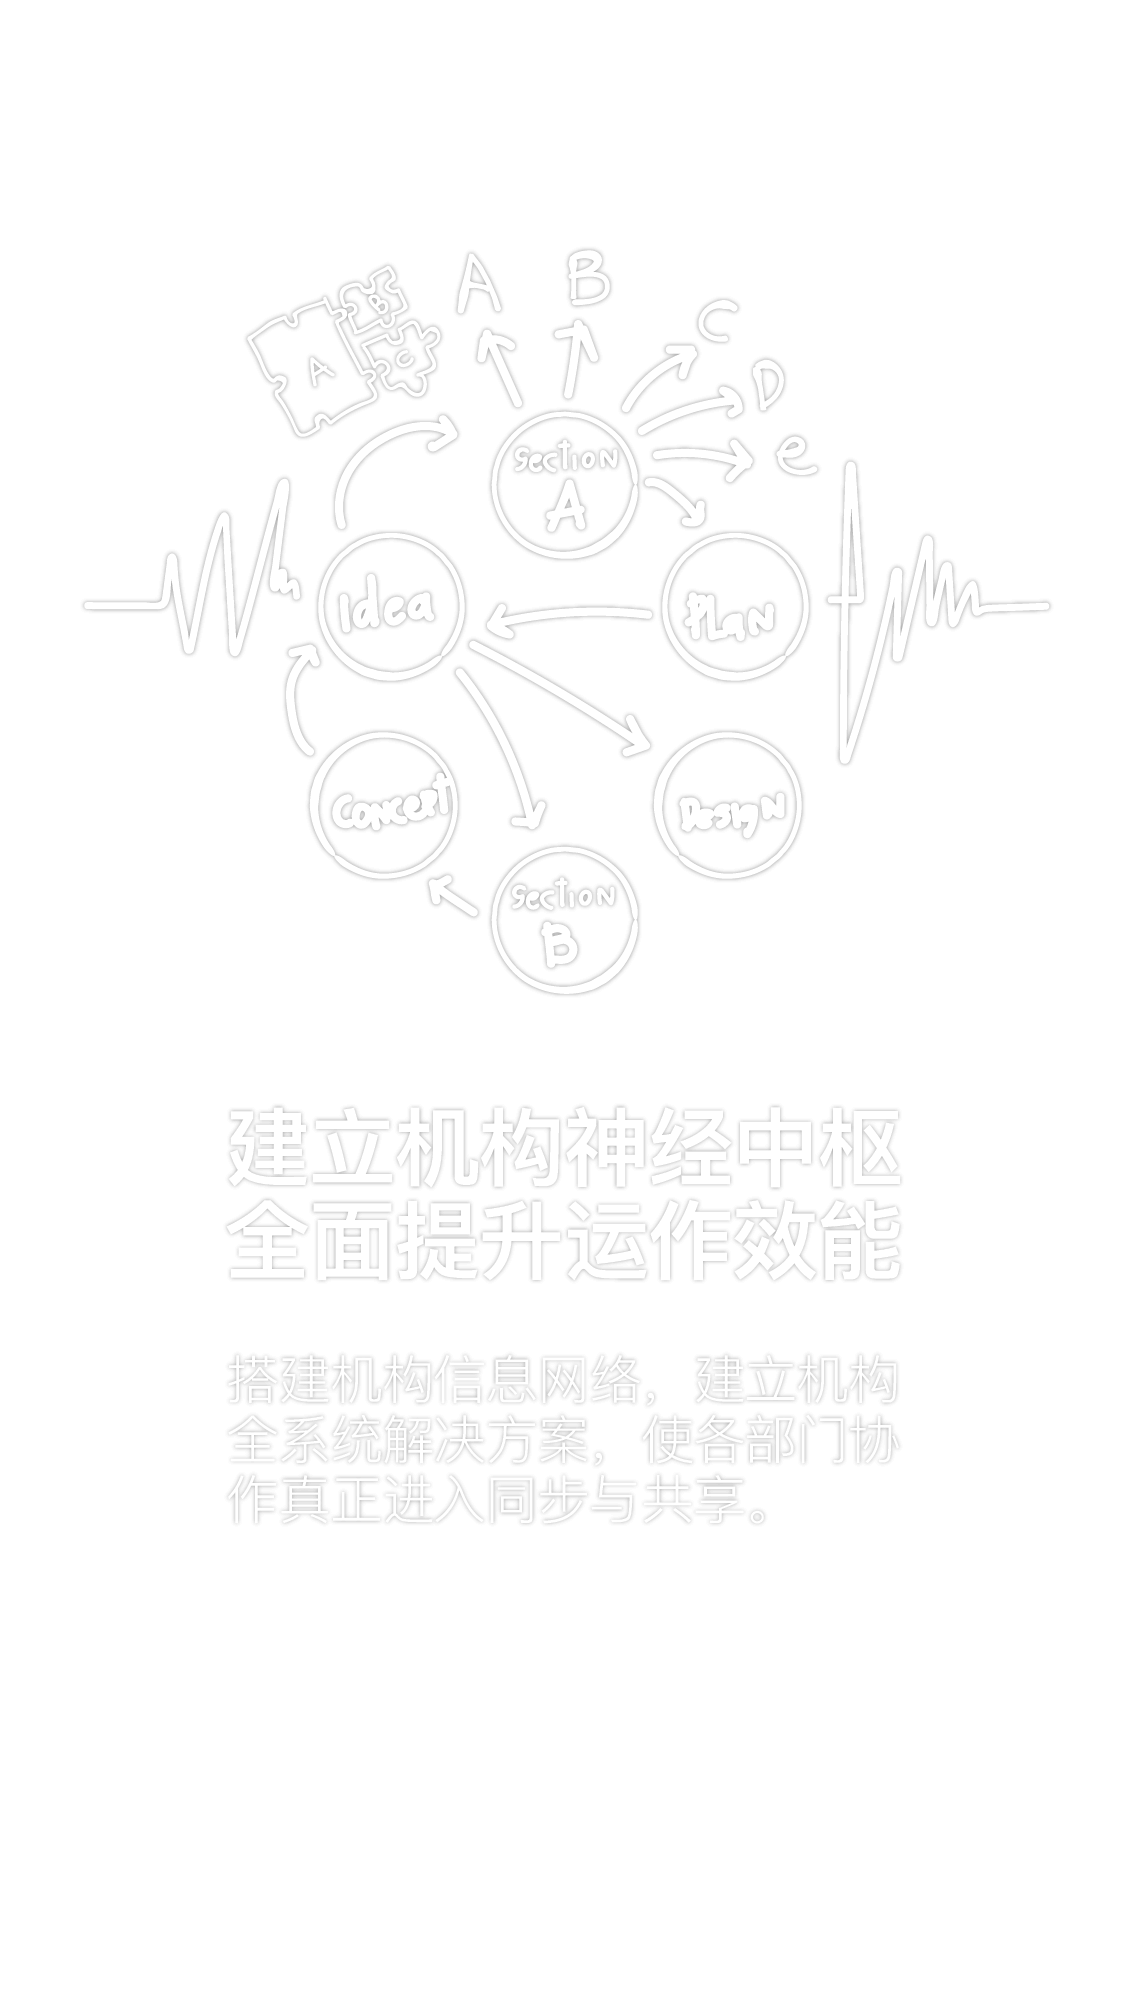 A
B
C
D
e
B
A
C
Section
A
Idea
Plan
Concept
Design
Section
B
建立机构神经中枢
全面提升运作效能
搭建机构信息网络，建立机构
全系统解决方案，使各部门协
作真正进入同步与共享。